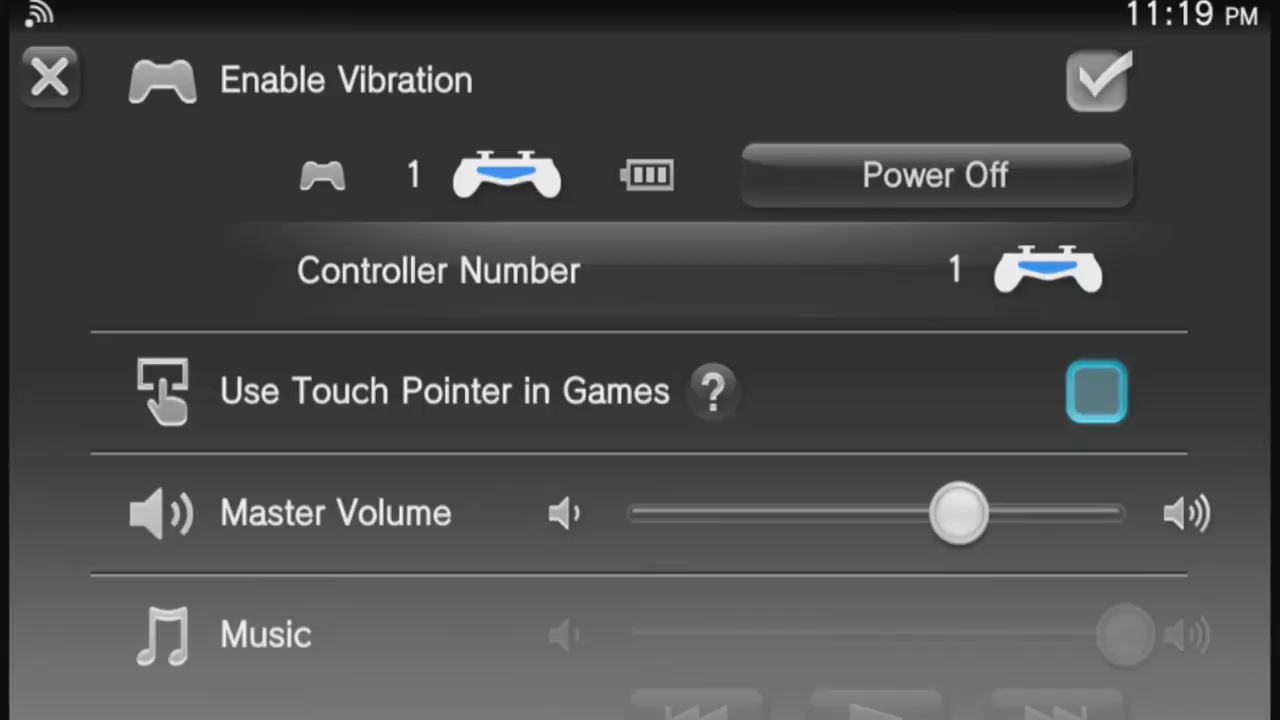 11:19 PM
Enable Vibration
1
Power Off
Controller Number 1
Use Touch Pointer in Games ?
Master Volume
Music